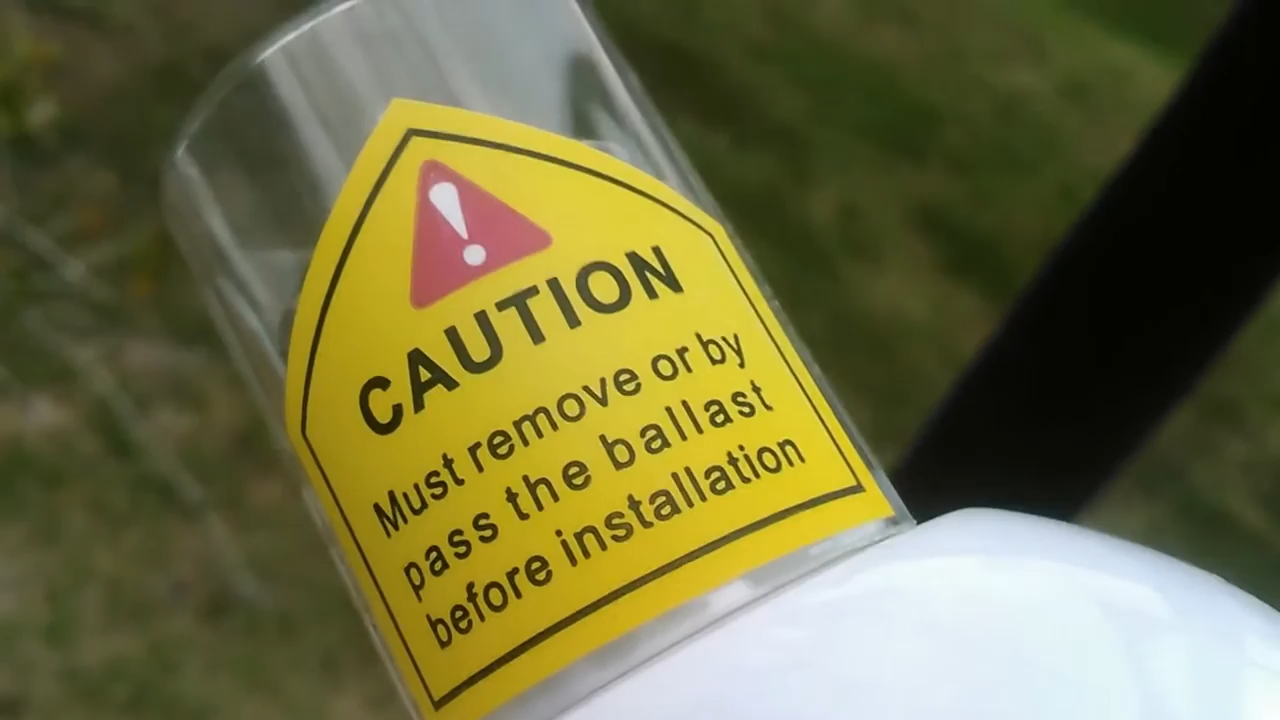 !
CAUTION
Must remove or by
pass the ballast
before installation